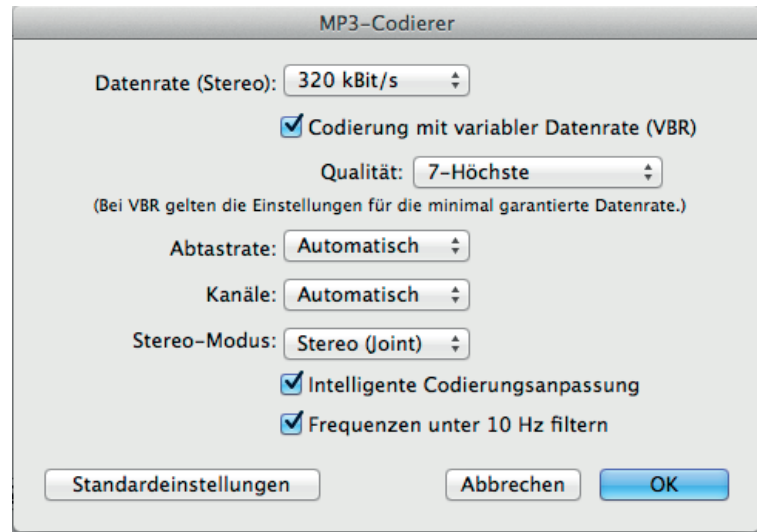 MP3-Codierer
Datenrate (Stereo): 320 kBit/s
Codierung mit variabler Datenrate (VBR)
Qualität: 7-Höchste
(Bei VBR gelten die Einstellungen für die minimal garantierte Datenrate.)
Abtastrate: Automatisch
Kanäle: Automatisch
Stereo-Modus: Stereo (Joint)
Intelligente Codierungsanpassung
Frequenzen unter 10 Hz filtern
Standardeinstellungen Abbrechen OK